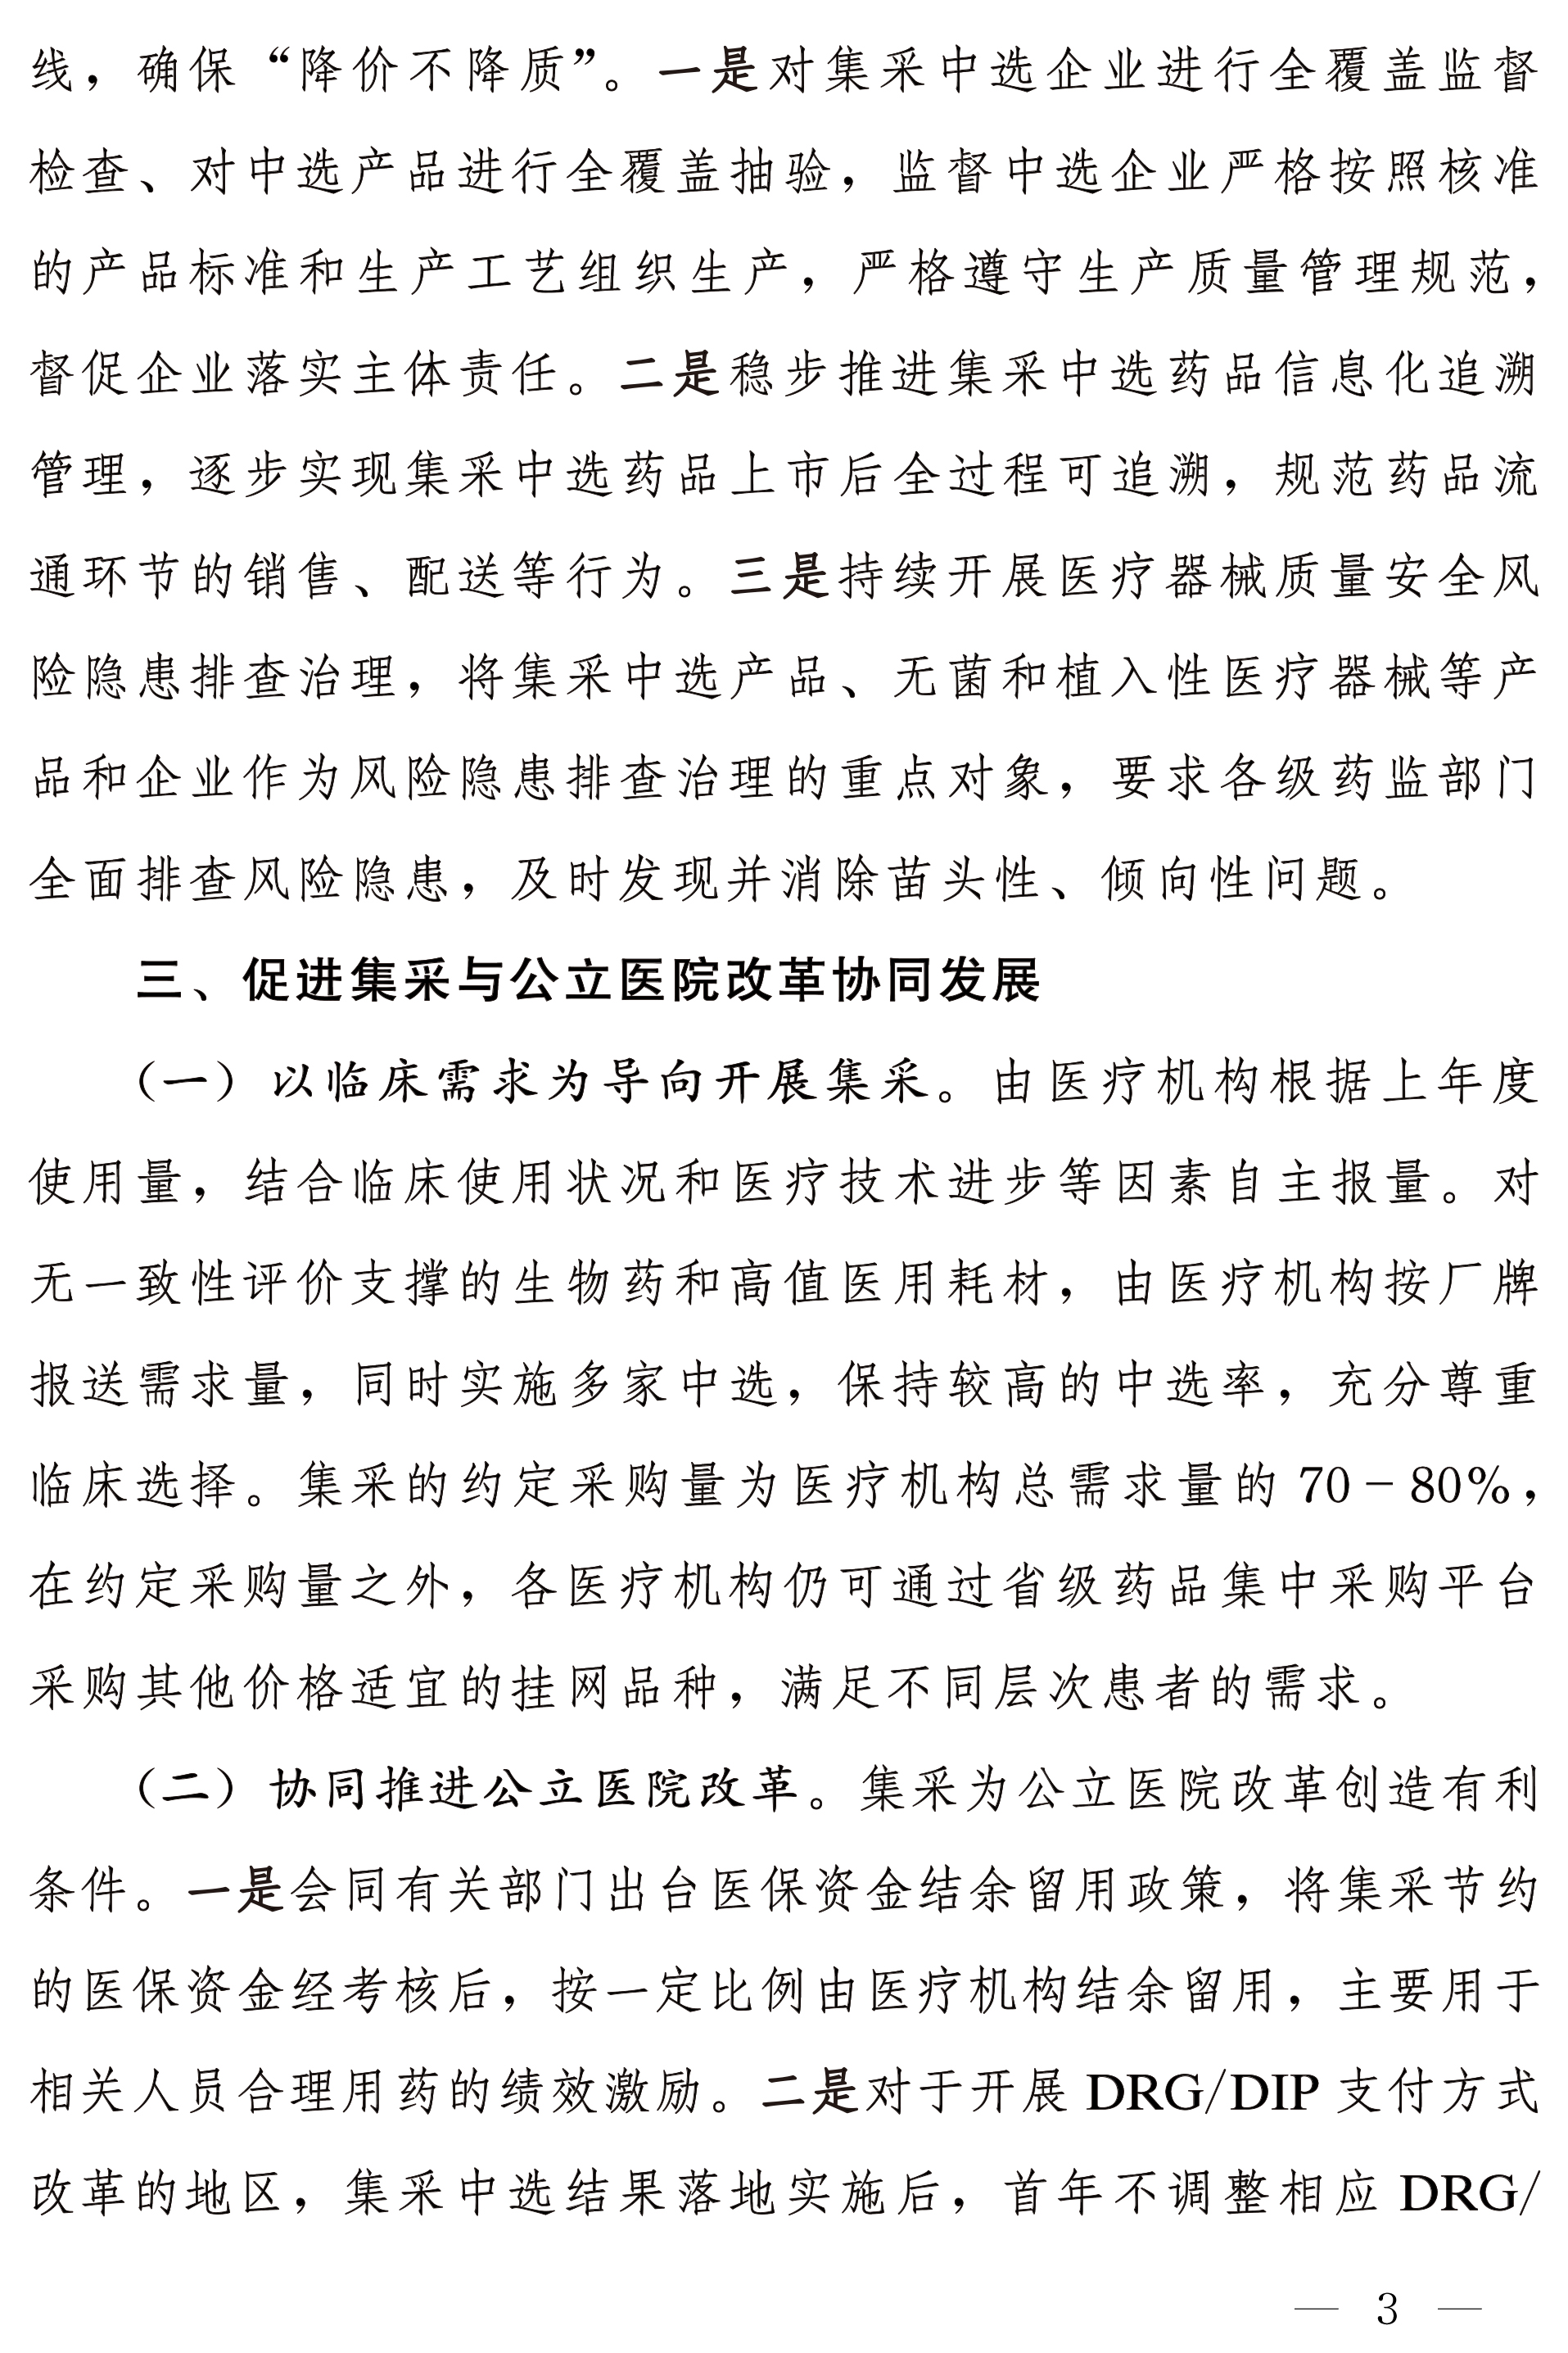 线，确保“降价不降质”。一是对集采中选企业进行全覆盖监督
检查、对中选产品进行全覆盖抽验，监督中选企业严格按照核准
的产品标准和生产工艺组织生产，严格遵守生产质量管理规范，
督促企业落实主体责任。二是稳步推进集采中选药品信息化追溯
管理，逐步实现集采中选药品上市后全过程可追溯，规范药品流
通环节的销售、配送等行为。三是持续开展医疗器械质量安全风
险隐患排查治理，将集采中选产品、无菌和植入性医疗器械等产
品和企业作为风险隐患排查治理的重点对象，要求各级药监部门
全面排查风险隐患，及时发现并消除苗头性、倾向性问题。
三、促进集采与公立医院改革协同发展
（一）以临床需求为导向开展集采。由医疗机构根据上年度
使用量，结合临床使用状况和医疗技术进步等因素自主报量。对
无一致性评价支撑的生物药和高值医用耗材，由医疗机构按厂牌
报送需求量，同时实施多家中选，保持较高的中选率，充分尊重
临床选择。集采的约定采购量为医疗机构总需求量的 70－80%，
在约定采购量之外，各医疗机构仍可通过省级药品集中采购平台
采购其他价格适宜的挂网品种，满足不同层次患者的需求。
（二）协同推进公立医院改革。集采为公立医院改革创造有利
条件。一是会同有关部门出台医保资金结余留用政策，将集采节约
的医保资金经考核后，按一定比例由医疗机构结余留用，主要用于
相关人员合理用药的绩效激励。二是对于开展 DRG/DIP 支付方式
改革的地区，集采中选结果落地实施后，首年不调整相应 DRG/
— 3 —